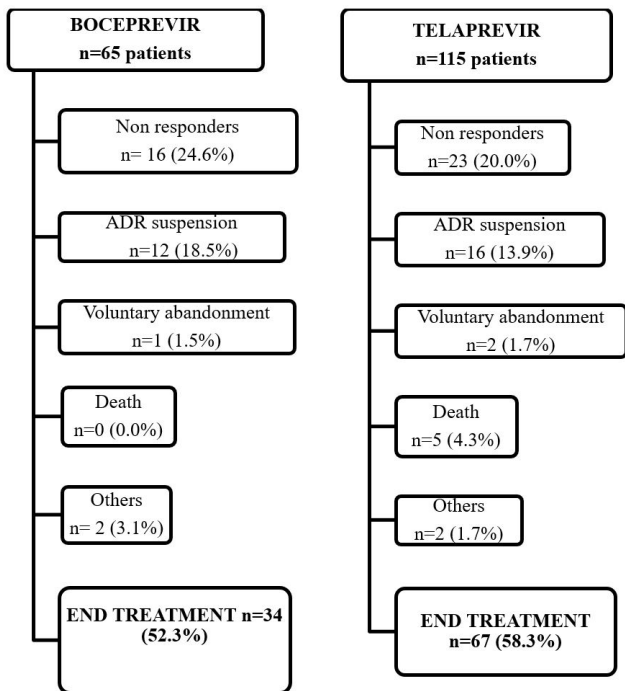 BOCEPREVIR
n=65 patients
Non responders
n= 16 (24.6%)
ADR suspension
n=12 (18.5%)
Voluntary abandonment
n=1 (1.5%)
Death
n=0 (0.0%)
Others
n= 2 (3.1%)
END TREATMENT n=34
(52.3%)
TELAPREVIR
n=115 patients
Non responders
n=23 (20.0%)
ADR suspension
n=16 (13.9%)
Voluntary abandonment
n=2 (1.7%)
Death
n=5 (4.3%)
Others
n=2 (1.7%)
END TREATMENT
n=67 (58.3%)